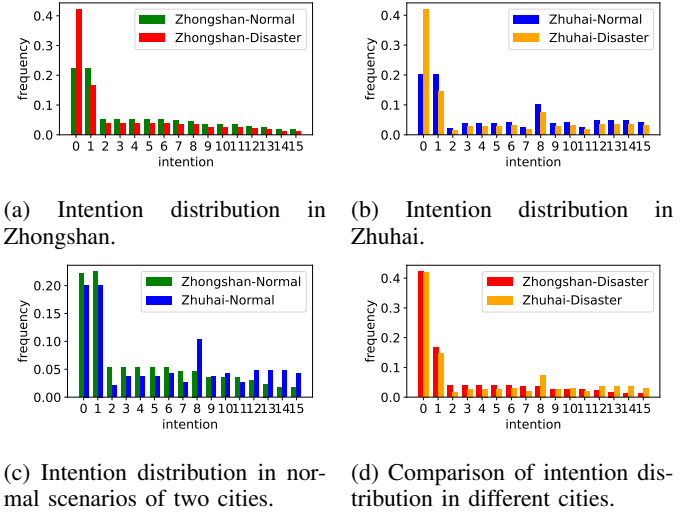 0.4
0.3
0.2
0.1
0.0
frequency
Zhongshan-Normal
Zhongshan-Disaster
0 1 2 3 4 5 6 7 8 9 10 11 12 13 14 15
intention
(a) Intention distribution in
Zhongshan.
0.4
0.3
0.2
0.1
0.0
frequency
Zhuhai-Normal
Zhuhai-Disaster
0 1 2 3 4 5 6 7 8 9 10 11 12 13 14 15
intention
(b) Intention distribution in
Zhuhai.
0.20
0.15
0.10
0.05
0.00
frequency
Zhongshan-Normal
Zhuhai-Normal
0 1 2 3 4 5 6 7 8 9 10 11 12 13 14 15
intention
(c) Intention distribution in nor-
mal scenarios of two cities.
0.4
0.3
0.2
0.1
0.0
frequency
Zhongshan-Disaster
Zhuhai-Disaster
0 1 2 3 4 5 6 7 8 9 10 11 12 13 14 15
intention
(d) Comparison of intention dis-
tribution in different cities.